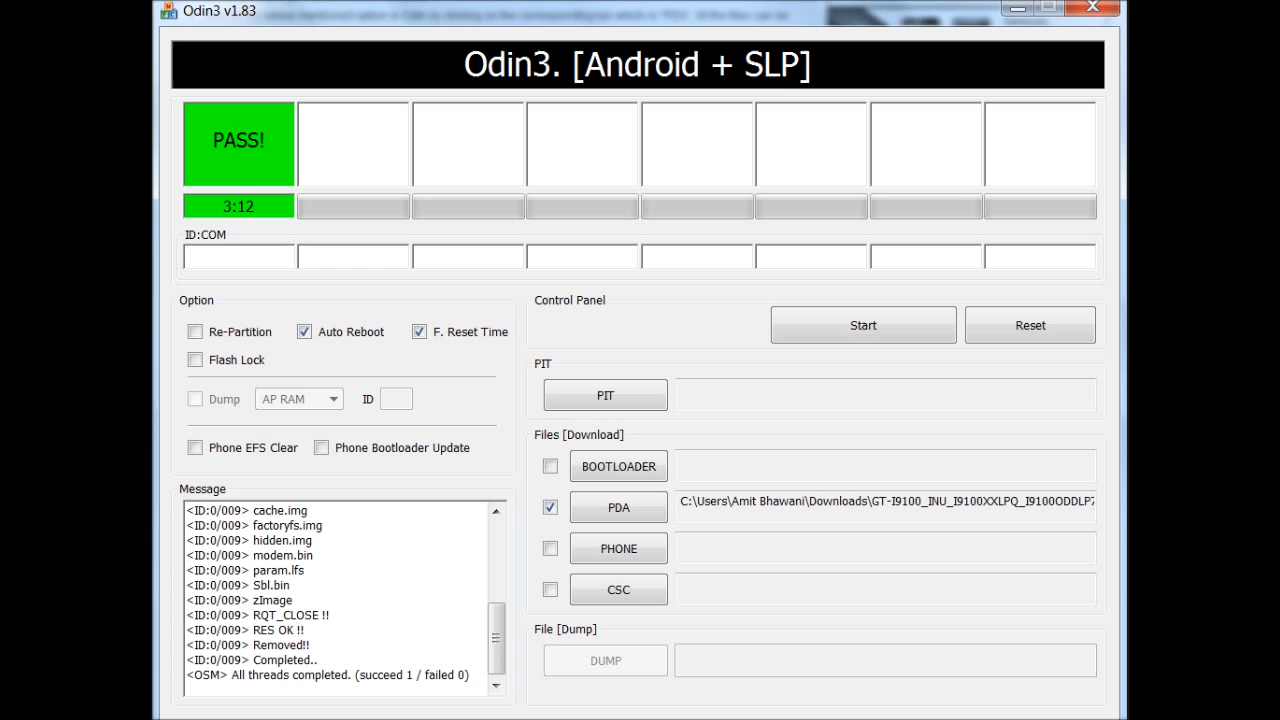 Odin3 v1.83
Odin3. [Android + SLP]
PASS!
3:12
ID:COM
Option
Re-Partition Auto Reboot F. Reset Time
Flash Lock
Dump AP RAM ID
Phone EFS Clear Phone Bootloader Update
Message
<ID:0/009> cache.img
<ID:0/009> factoryfs.img
<ID:0/009> hidden.img
<ID:0/009> modem.bin
<ID:0/009> param.lfs
<ID:0/009> Sbl.bin
<ID:0/009> zImage
<ID:0/009> RQT_CLOSE !!
<ID:0/009> RES OK !!
<ID:0/009> Removed!!
<ID:0/009> Completed..
<OSM> All threads completed. (succeed 1 / failed 0)
Control Panel
Start Reset
PIT
PIT
Files [Download]
BOOTLOADER
PDA C:\Users\Amit Bhawani\Downloads\GT-I9100_INU_I9100XXLPQ_I9100ODDLP
PHONE
CSC
File [Dump]
DUMP